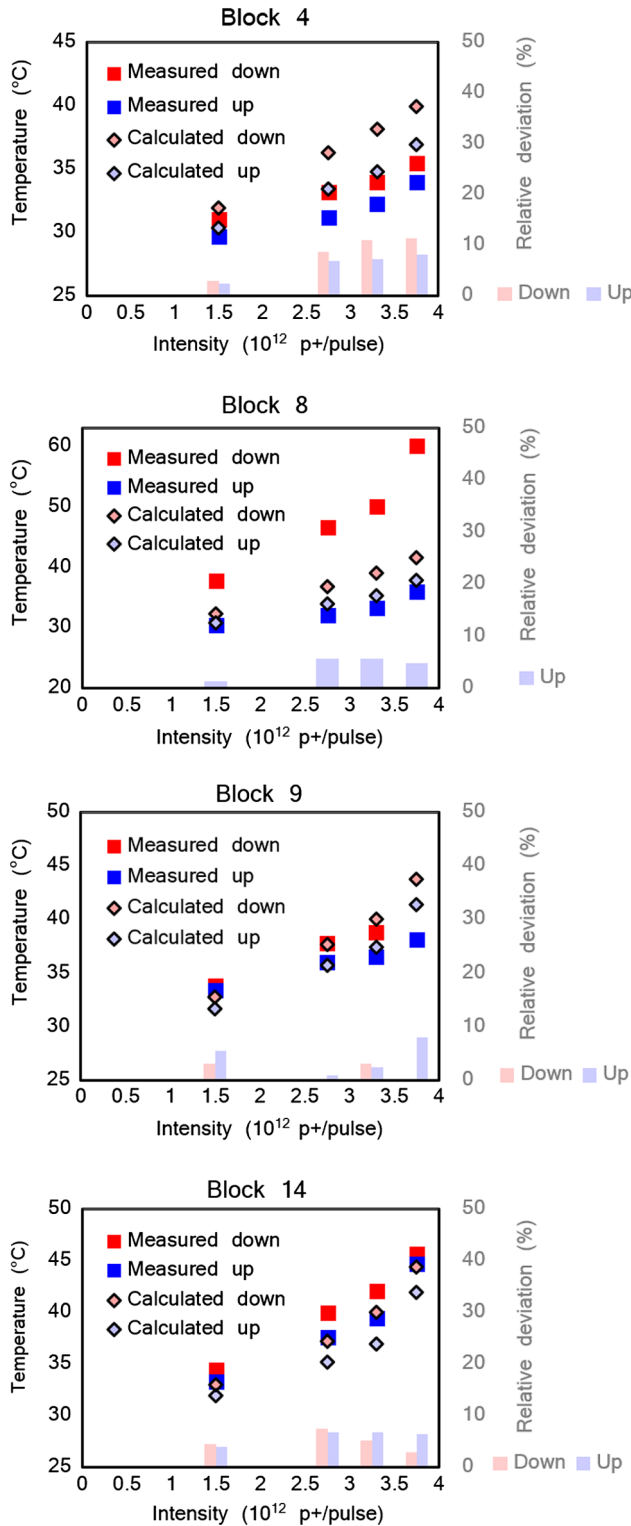 Block 4
Temperature (°C)
45
40
35
30
25
Measured down
Measured up
Calculated down
Calculated up
50
40
30
20
10
0
Relative deviation (%)
Down Up
0 0.5 1 1.5 2 2.5 3 3.5 4
Intensity (10¹² p+/pulse)
Block 8
Temperature (°C)
60
50
40
30
20
Measured down
Measured up
Calculated down
Calculated up
50
40
30
20
10
0
Relative deviation (%)
Up
0 0.5 1 1.5 2 2.5 3 3.5 4
Intensity (10¹² p+/pulse)
Block 9
Temperature (°C)
50
45
40
35
30
25
Measured down
Measured up
Calculated down
Calculated up
50
40
30
20
10
0
Relative deviation (%)
Down Up
0 0.5 1 1.5 2 2.5 3 3.5 4
Intensity (10¹² p+/pulse)
Block 14
Temperature (°C)
50
45
40
35
30
25
Measured down
Measured up
Calculated down
Calculated up
50
40
30
20
10
0
Relative deviation (%)
Down Up
0 0.5 1 1.5 2 2.5 3 3.5 4
Intensity (10¹² p+/pulse)